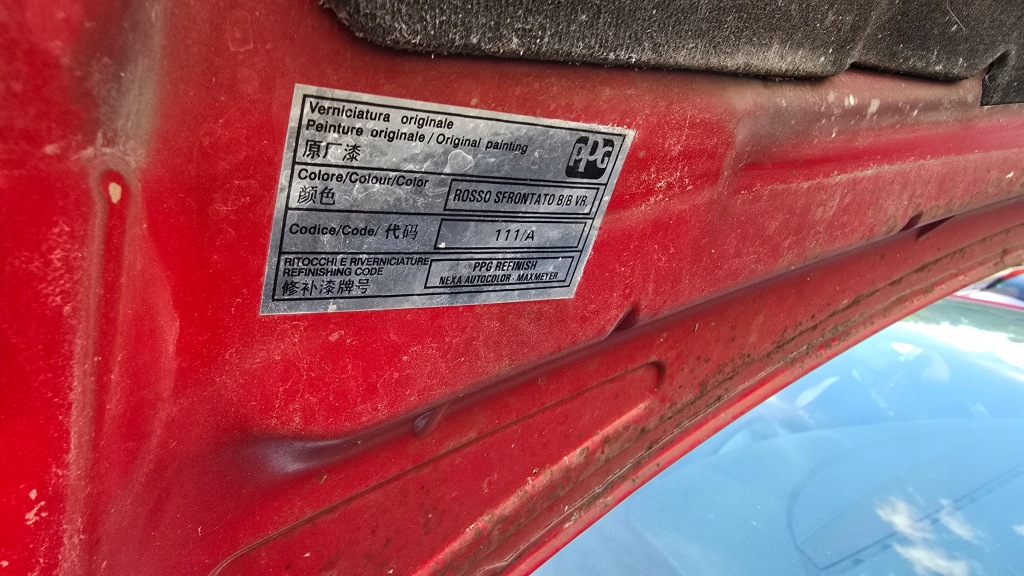 Verniciatura originale
Peinture originale / Original painting
原厂漆
PPG
Colore/Colour/Color
颜色
ROSSO SFRONTATO B/B VR.
Codice/Code/ 代码
111/A
RITOCCHI E RIVERNICIATURE
REFINISHING CODE
修补漆牌号
PPG REFINISH
NEXA AUTOCOLOR - MAXMEYER